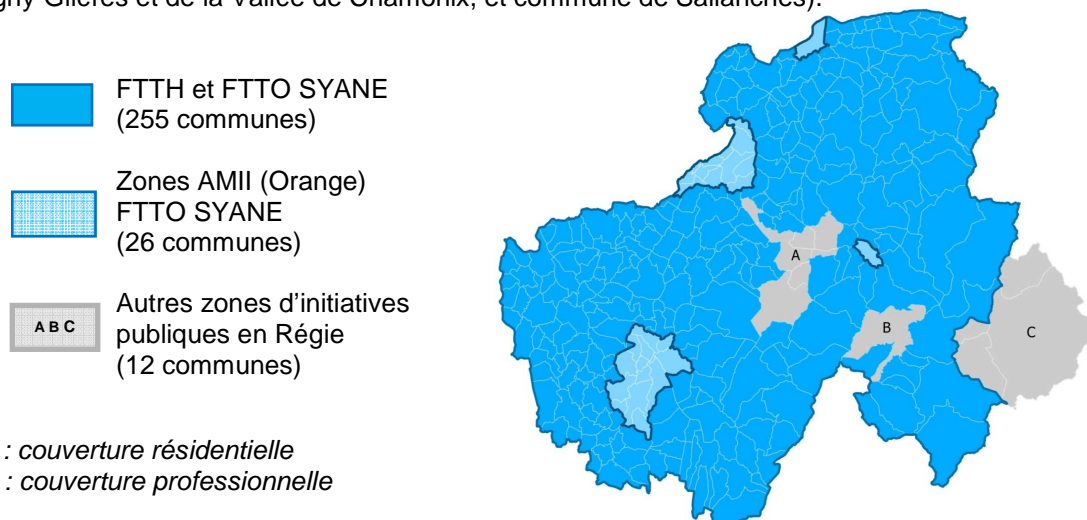 gny Glières et de la Vallée de Chamonix, et commune de Sallanches).
FTTH et FTTO SYANE
(255 communes)
Zones AMII (Orange)
FTTO SYANE
(26 communes)
A B C
Autres zones d’initiatives
publiques en Régie
(12 communes)
: couverture résidentielle
: couverture professionnelle
A
B
C